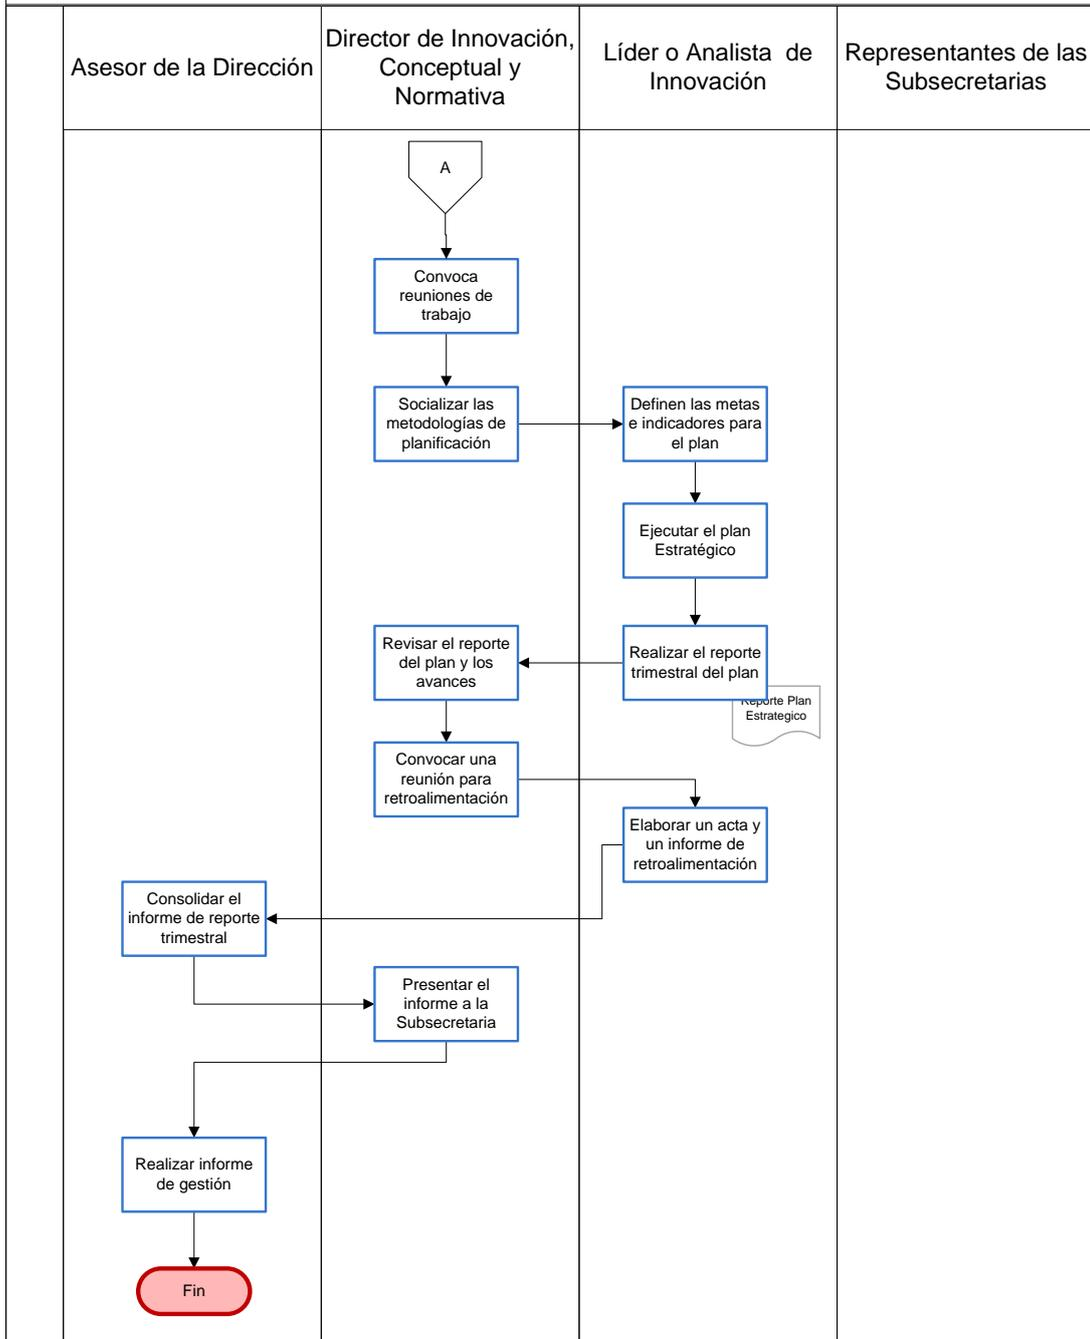 Asesor de la Dirección
Director de Innovación,
Conceptual y
Normativa
Líder o Analista de
Innovación
Representantes de las
Subsecretarias
A
Convoca
reuniones de
trabajo
Socializar las
metodologías de
planificación
Definen las metas
e indicadores para
el plan
Ejecutar el plan
Estratégico
Revisar el reporte
del plan y los
avances
Realizar el reporte
trimestral del plan
Reporte Plan
Estrategico
Convocar una
reunión para
retroalimentación
Elaborar un acta y
un informe de
retroalimentación
Consolidar el
informe de reporte
trimestral
Presentar el
informe a la
Subsecretaria
Realizar informe
de gestión
Fin